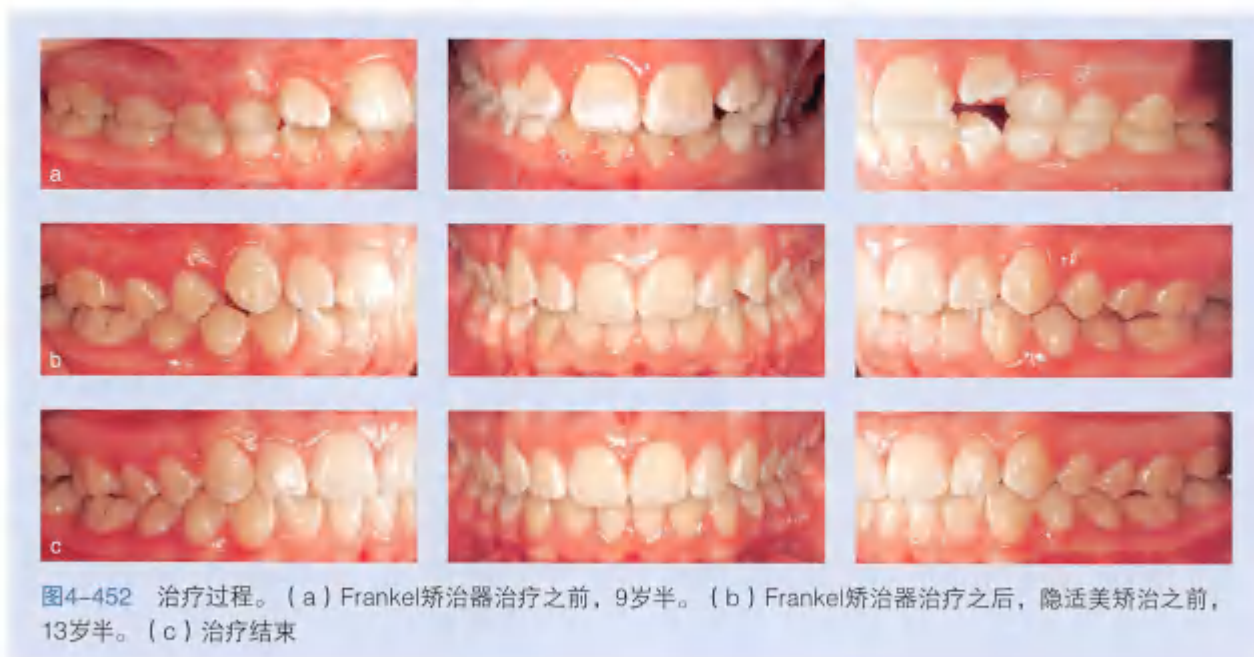 a
b
c
图4-452 治疗过程。（a）Frankel矫治器治疗之前，9岁半。（b）Frankel矫治器治疗之后，隐适美矫治之前，
13岁半。（c）治疗结束